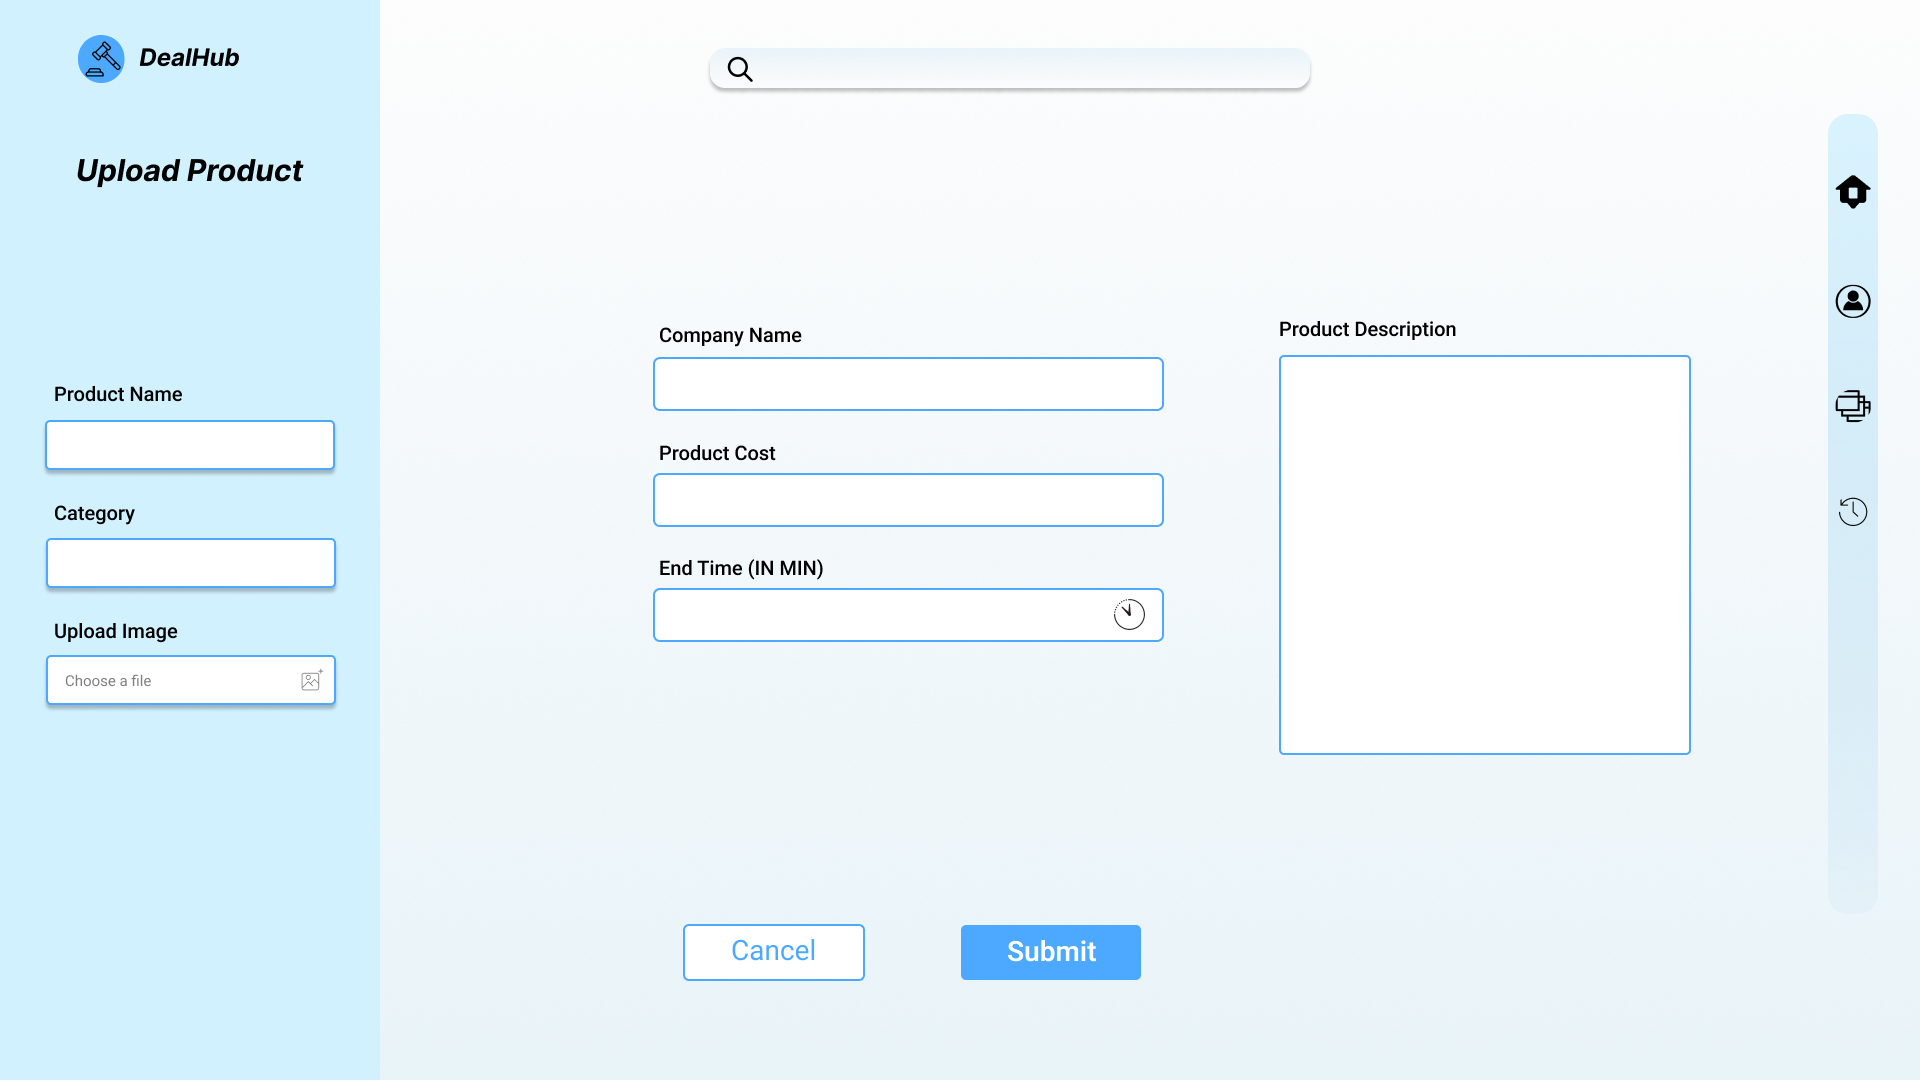 DealHub
Upload Product
Product Name
Category
Upload Image
Choose a file
Company Name
Product Cost
End Time (IN MIN)
Product Description
Cancel
Submit